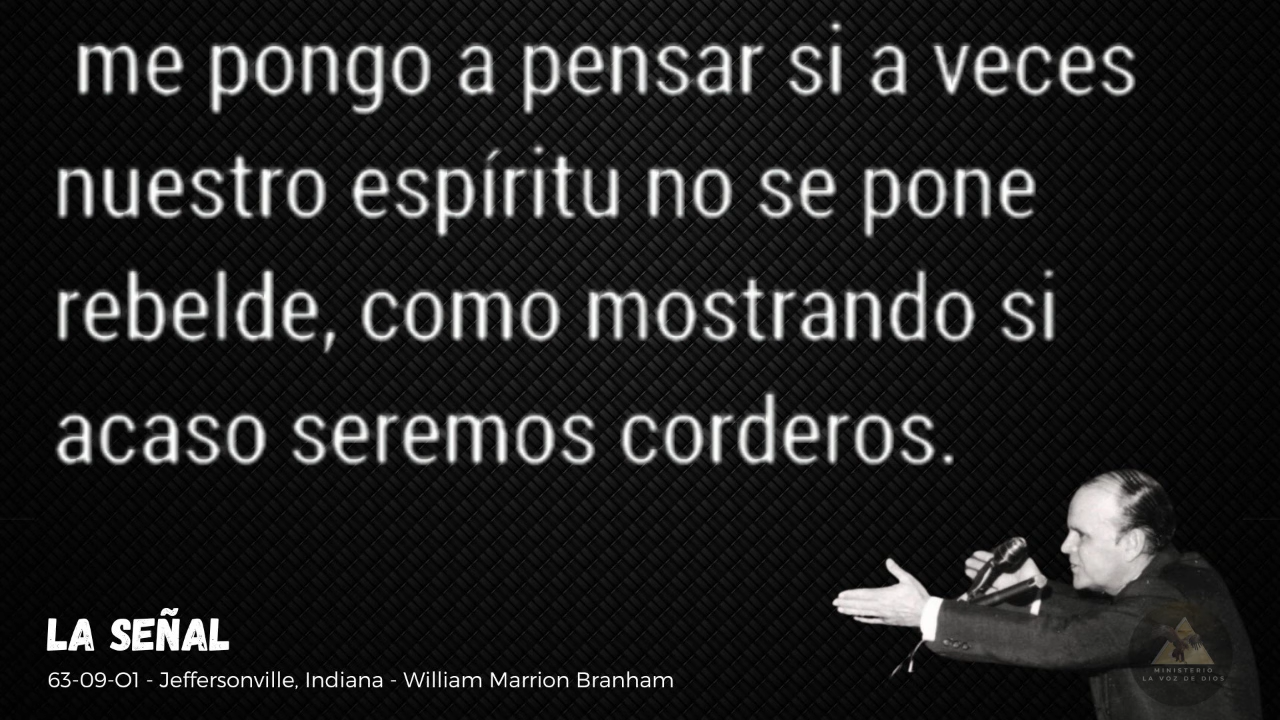 me pongo a pensar si a veces
nuestro espíritu no se pone
rebelde, como mostrando si
acaso seremos corderos.
LA SEÑAL
63-09-O1 - Jeffersonville, Indiana - William Marrion Branham
MINISTERIO
LA VOZ DE DIOS